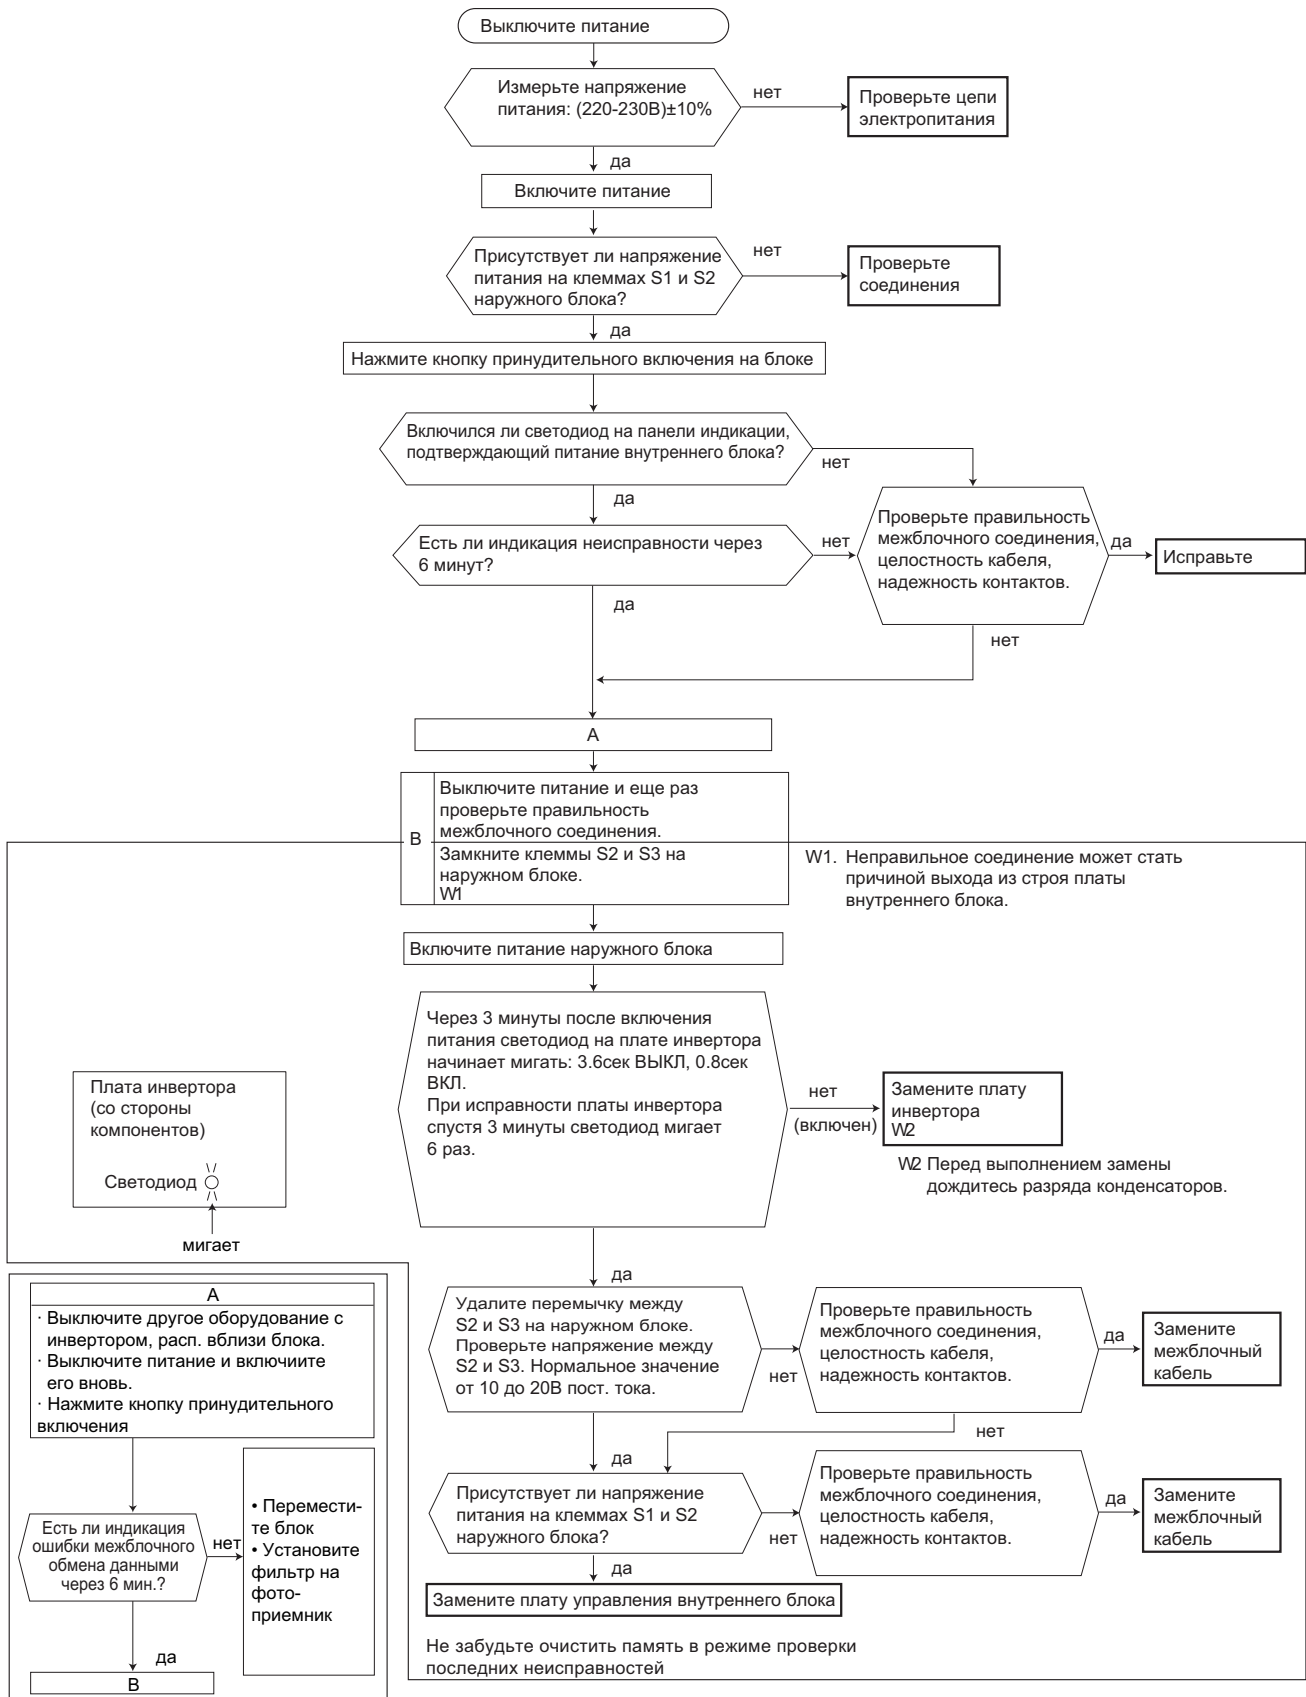 Выключите питание
Измерьте напряжение
питания: (220-230В)±10%
нет
Проверьте цепи
электропитания
да
Включите питание
Присутствует ли напряжение
питания на клеммах S1 и S2
наружного блока?
нет
Проверьте
соединения
да
Нажмите кнопку принудительного включения на блоке
Включился ли светодиод на панели индикации,
подтверждающий питание внутреннего блока?
нет
да
Есть ли индикация неисправности через
6 минут?
нет
Проверьте правильность
межблочного соединения,
целостность кабеля,
надежность контактов.
да
Исправьте
да
нет
A
B
Выключите питание и еще раз
проверьте правильность
межблочного соединения.
Замкните клеммы S2 и S3 на
наружном блоке.
W1
W1. Неправильное соединение может стать
причиной выхода из строя платы
внутреннего блока.
Включите питание наружного блока
Через 3 минуты после включения
питания светодиод на плате инвертора
начинает мигать: 3.6сек ВЫКЛ, 0.8сек
ВКЛ.
При исправности платы инвертора
спустя 3 минуты светодиод мигает
6 раз.
нет
(включен)
Замените плату
инвертора
W2
W2 Перед выполнением замены
дождитесь разряда конденсаторов.
Плата инвертора
(со стороны
компонентов)
Светодиод
мигает
да
Удалите перемычку между
S2 и S3 на наружном блоке.
Проверьте напряжение между
S2 и S3. Нормальное значение
от 10 до 20В пост. тока.
нет
Проверьте правильность
межблочного соединения,
целостность кабеля,
надежность контактов.
да
Замените
межблочный
кабель
нет
да
Присутствует ли напряжение
питания на клеммах S1 и S2
наружного блока?
нет
Проверьте правильность
межблочного соединения,
целостность кабеля,
надежность контактов.
да
Замените
межблочный
кабель
да
Замените плату управления внутреннего блока
Не забудьте очистить память в режиме проверки
последних неисправностей
A
· Выключите другое оборудование с
инвертором, расп. вблизи блока.
· Выключите питание и включиите
его вновь.
· Нажмите кнопку принудительного
включения
Есть ли индикация
ошибки межблочного
обмена данными
через 6 мин.?
нет
• Перемести-
те блок
• Установите
фильтр на
фото-
приемник
да
B